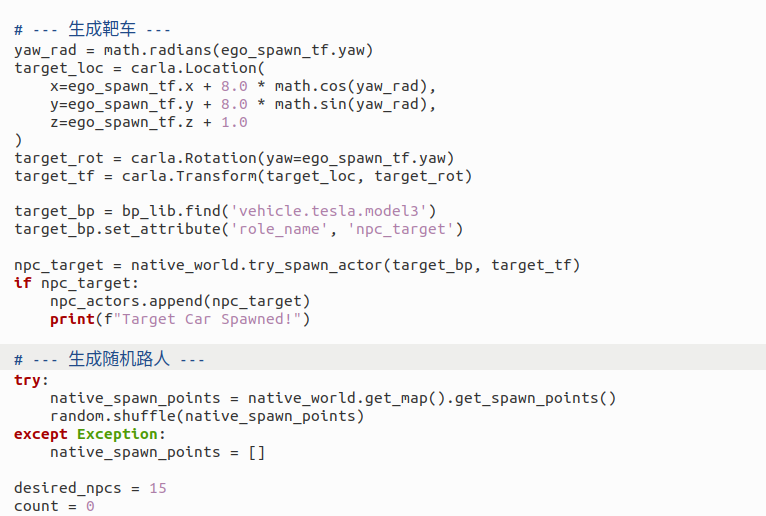 # --- 生成靶车 ---
yaw_rad = math.radians(ego_spawn_tf.yaw)
target_loc = carla.Location(
    x=ego_spawn_tf.x + 8.0 * math.cos(yaw_rad),
    y=ego_spawn_tf.y + 8.0 * math.sin(yaw_rad),
    z=ego_spawn_tf.z + 1.0
)
target_rot = carla.Rotation(yaw=ego_spawn_tf.yaw)
target_tf = carla.Transform(target_loc, target_rot)

target_bp = bp_lib.find('vehicle.tesla.model3')
target_bp.set_attribute('role_name', 'npc_target')

npc_target = native_world.try_spawn_actor(target_bp, target_tf)
if npc_target:
    npc_actors.append(npc_target)
    print(f"Target Car Spawned!")

# --- 生成随机路人 ---
try:
    native_spawn_points = native_world.get_map().get_spawn_points()
    random.shuffle(native_spawn_points)
except Exception:
    native_spawn_points = []

desired_npcs = 15
count = 0